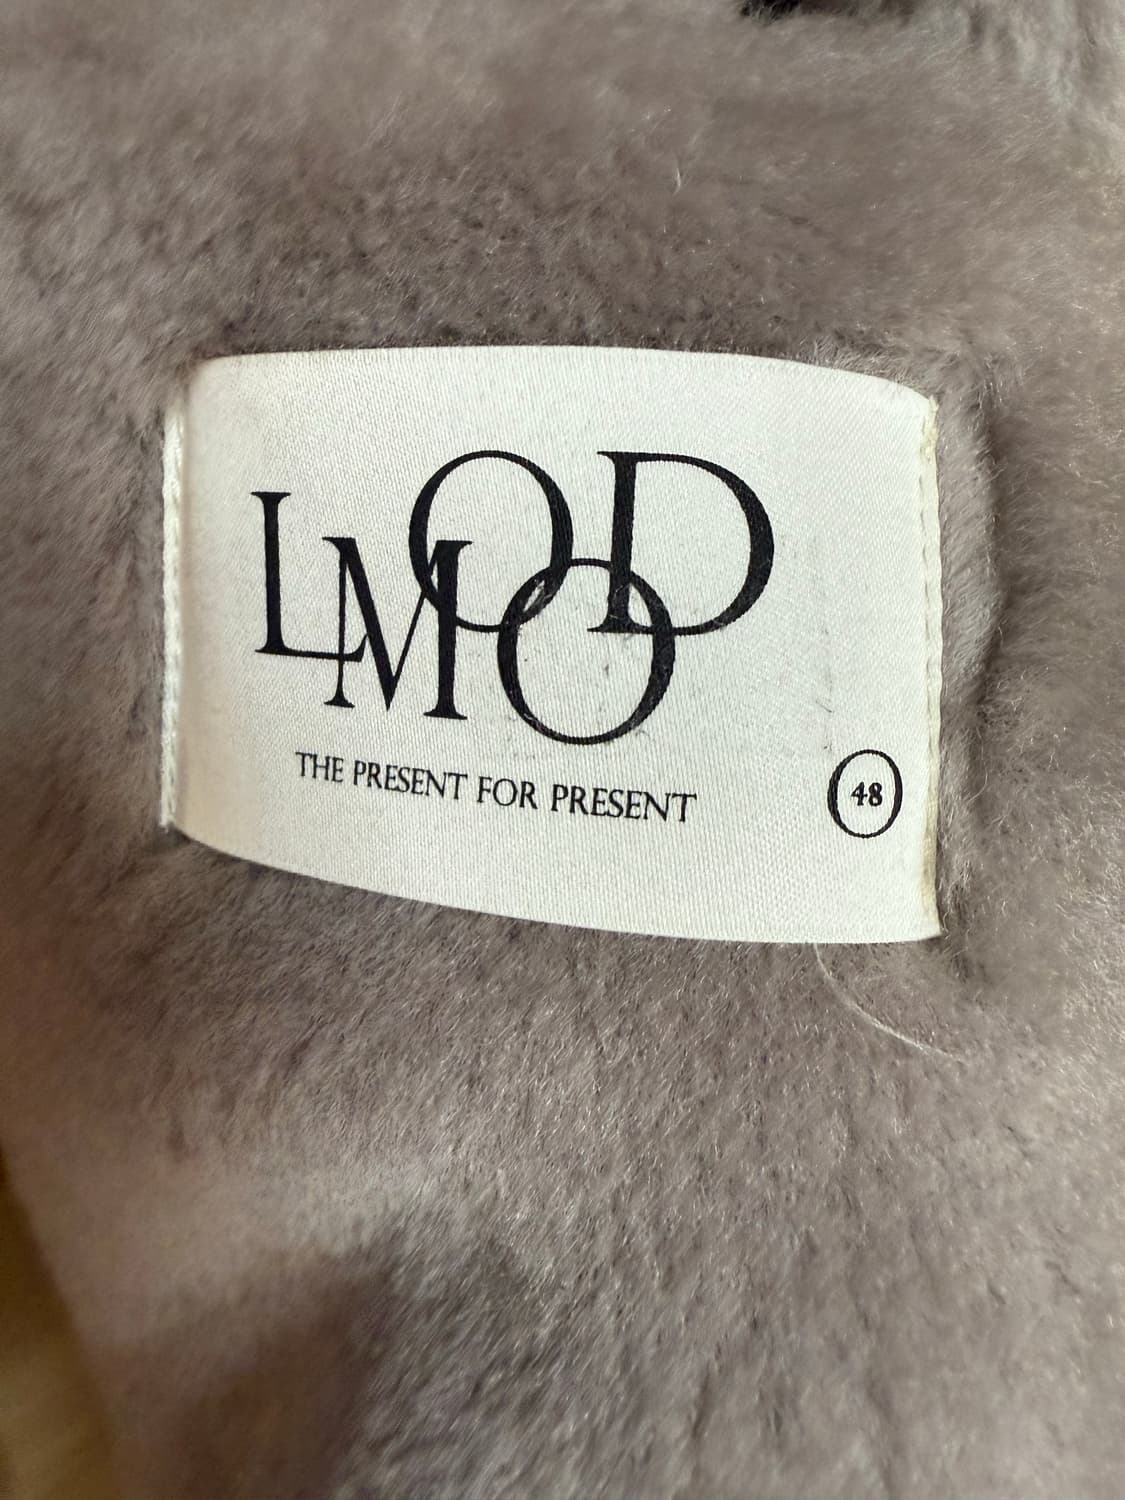 LMOOD
THE PRESENT FOR PRESENT
48